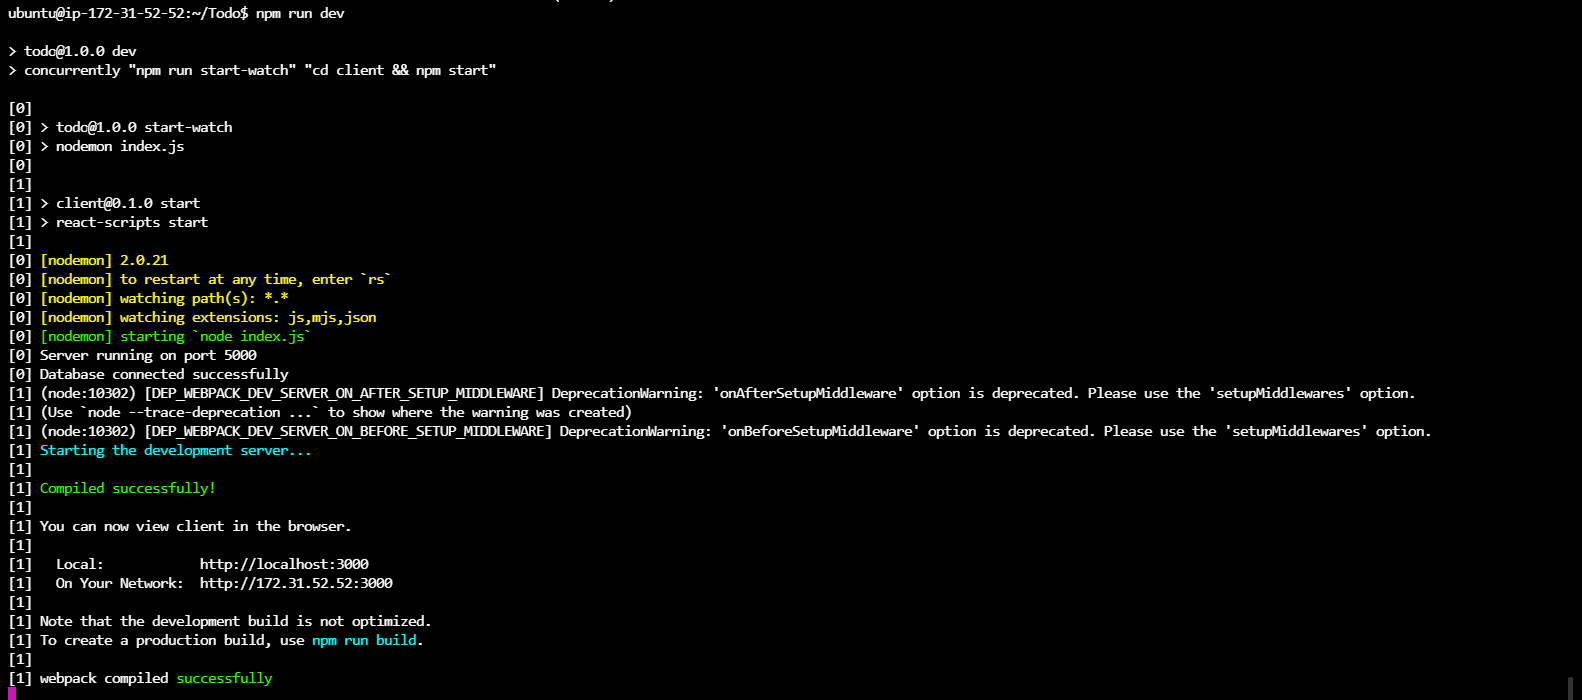 ubuntu@ip-172-31-52-52:~/Todo$ npm run dev
> todo@1.0.0 dev
> concurrently "npm run start-watch" "cd client && npm start"
[0]
[0] > todo@1.0.0 start-watch
[0] > nodemon index.js
[0]
[1]
[1] > client@0.1.0 start
[1] > react-scripts start
[1]
[0] [nodemon] 2.0.21
[0] [nodemon] to restart at any time, enter `rs`
[0] [nodemon] watching path(s): *.*
[0] [nodemon] watching extensions: js,mjs,json
[0] [nodemon] starting `node index.js`
[0] Server running on port 5000
[0] Database connected successfully
[1] (node:10302) [DEP_WEBPACK_DEV_SERVER_ON_AFTER_SETUP_MIDDLEWARE] DeprecationWarning: 'onAfterSetupMiddleware' option is deprecated. Please use the 'setupMiddlewares' option.
[1] (Use `node --trace-deprecation ...` to show where the warning was created)
[1] (node:10302) [DEP_WEBPACK_DEV_SERVER_ON_BEFORE_SETUP_MIDDLEWARE] DeprecationWarning: 'onBeforeSetupMiddleware' option is deprecated. Please use the 'setupMiddlewares' option.
[1] Starting the development server...
[1]
[1] Compiled successfully!
[1]
[1] You can now view client in the browser.
[1]
[1]   Local:            http://localhost:3000
[1]   On Your Network:  http://172.31.52.52:3000
[1]
[1] Note that the development build is not optimized.
[1] To create a production build, use npm run build.
[1]
[1] webpack compiled successfully